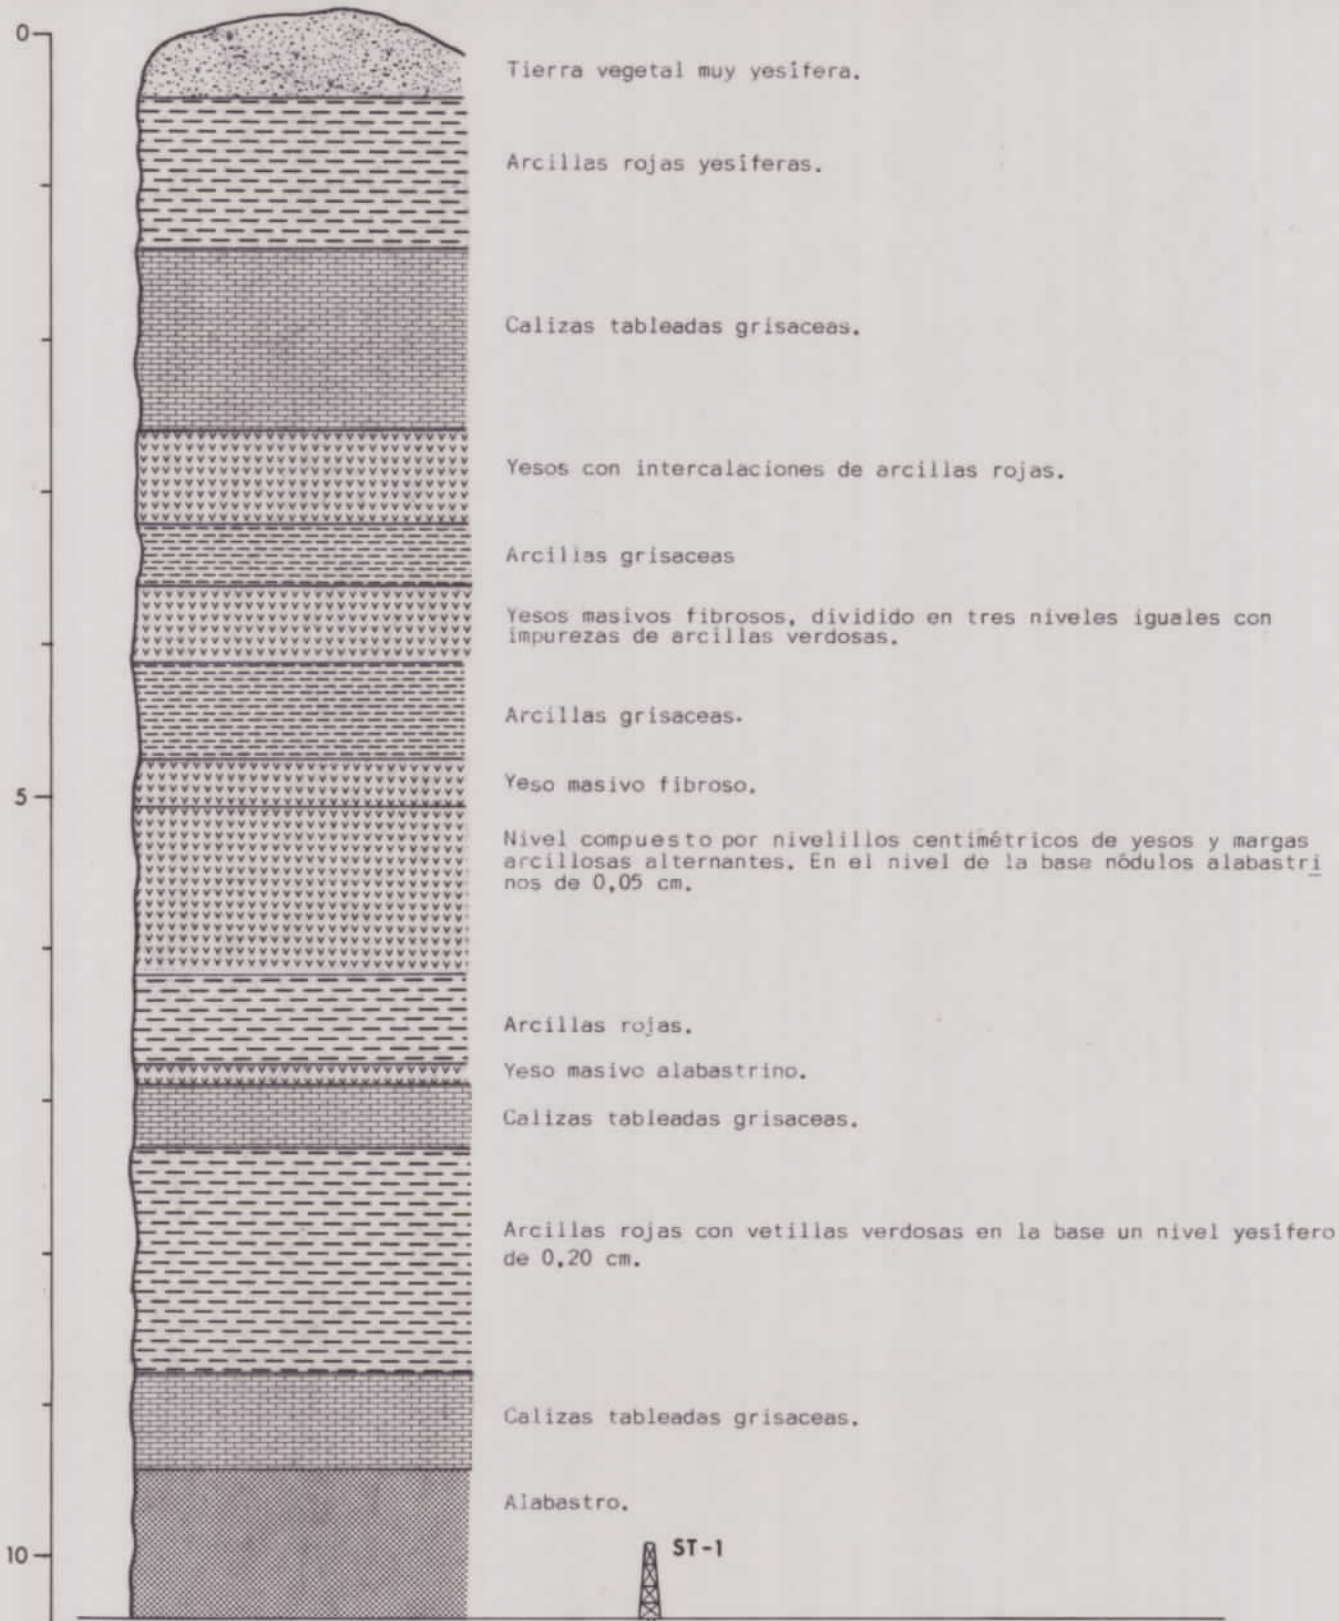 0
Tierra vegetal muy yesífera.
Arcillas rojas yesíferas.
Calizas tableadas grisaceas.
Yesos con intercalaciones de arcillas rojas.
Arcillas grisaceas
Yesos masivos fibrosos, dividido en tres niveles iguales con
impurezas de arcillas verdosas.
Arcillas grisaceas.
5
Yeso masivo fibroso.
Nivel compuesto por nivelillos centimétricos de yesos y margas
arcillosas alternantes. En el nivel de la base nódulos alabastri
nos de 0,05 cm.
Arcillas rojas.
Yeso masivo alabastrino.
Calizas tableadas grisaceas.
Arcillas rojas con vetillas verdosas en la base un nivel yesífero
de 0,20 cm.
Calizas tableadas grisaceas.
Alabastro.
10
ST-1